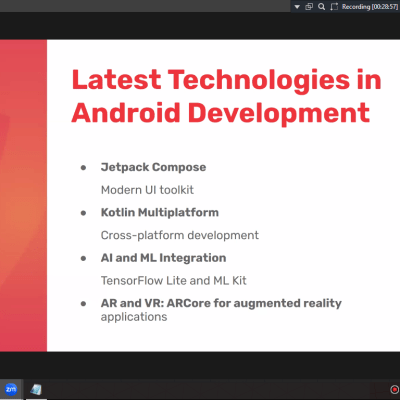 Recording [00:28:57]
Latest Technologies in
Android Development
● Jetpack Compose
Modern UI toolkit
● Kotlin Multiplatform
Cross-platform development
● AI and ML Integration
TensorFlow Lite and ML Kit
● AR and VR: ARCore for augmented reality
applications
zm